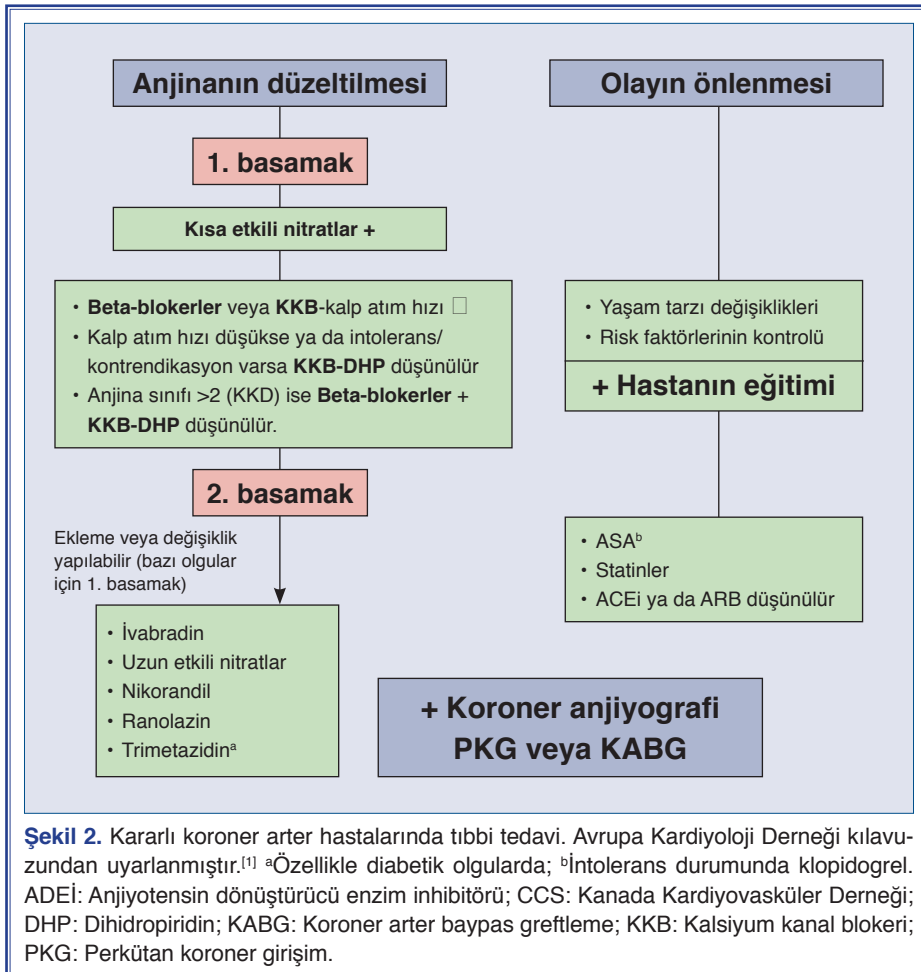 Anjinanın düzeltilmesi
1. basamak
Kısa etkili nitratlar +
• Beta-blokerler veya KKB-kalp atım hızı □
• Kalp atım hızı düşükse ya da intolerans/
kontrendikasyon varsa KKB-DHP düşünülür
• Anjina sınıfı >2 (KKD) ise Beta-blokerler +
KKB-DHP düşünülür.
2. basamak
Ekleme veya değişiklik
yapılabilir (bazı olgular
için 1. basamak)
• İvabradin
• Uzun etkili nitratlar
• Nikorandil
• Ranolazin
• Trimetazidinᵃ
Olayın önlenmesi
• Yaşam tarzı değişiklikleri
• Risk faktörlerinin kontrolü
+ Hastanın eğitimi
• ASAᵇ
• Statinler
• ACEi ya da ARB düşünülür
+ Koroner anjiyografi
PKG veya KABG
Şekil 2. Kararlı koroner arter hastalarında tıbbi tedavi. Avrupa Kardiyoloji Derneği kılavu-
zundan uyarlanmıştır.[1] ᵃÖzellikle diabetik olgularda; ᵇİntolerans durumunda klopidogrel.
ADEİ: Anjiyotensin dönüştürücü enzim inhibitörü; CCS: Kanada Kardiyovasküler Derneği;
DHP: Dihidropiridin; KABG: Koroner arter baypas greftleme; KKB: Kalsiyum kanal blokeri;
PKG: Perkütan koroner girişim.